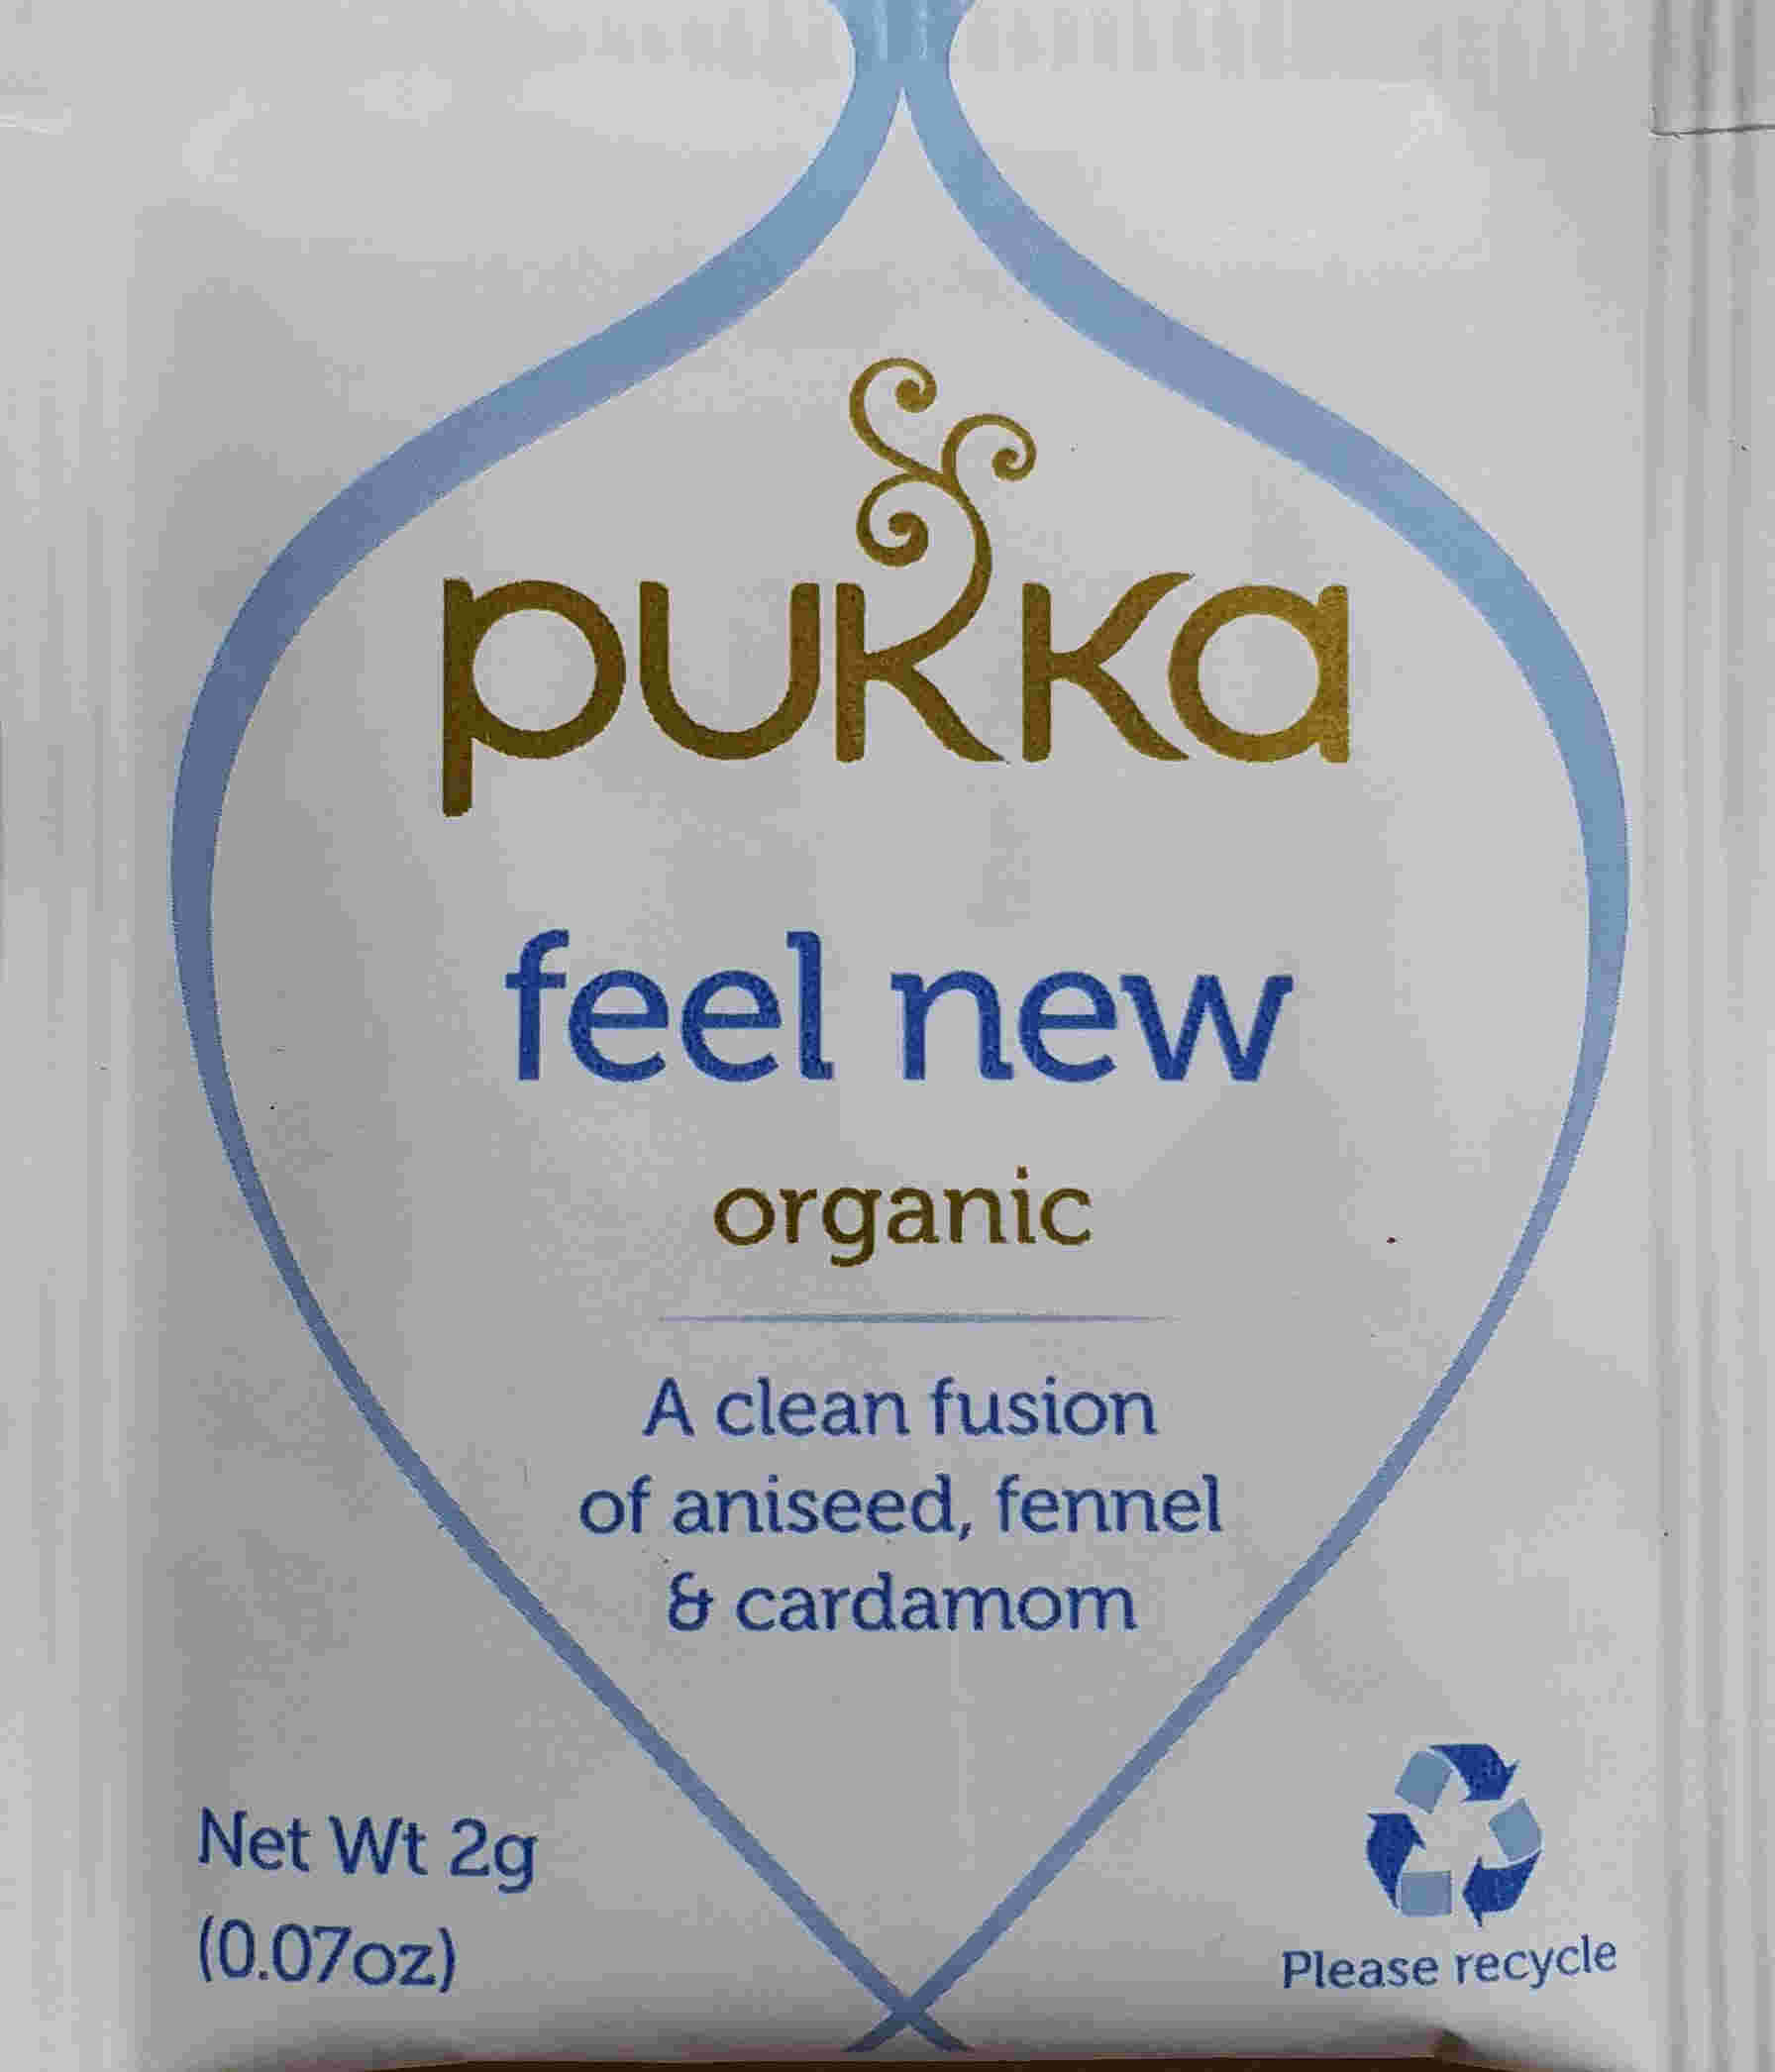 pukka
feel new
organic
A clean fusion
of aniseed, fennel
& cardamom
Net Wt 2g
(0.07oz)
Please recycle